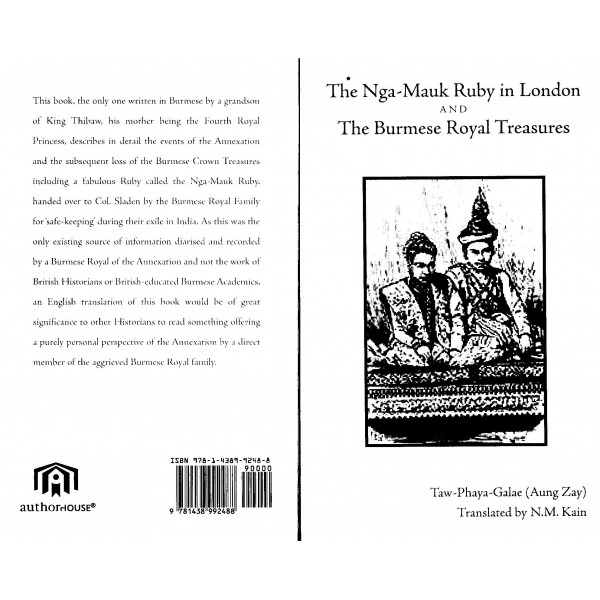 This book, the only one written in Burmese by a grandson
of King Thibaw, his mother being the Fourth Royal
Princess, describes in detail the events of the Annexation
and the subsequent loss of the Burmese Crown Treasures
including a fabulous Ruby called the Nga-Mauk Ruby,
handed over to Col. Sladen by the Burmese Royal Family
for 'safe-keeping' during their exile in India. As this was the
only existing source of information diarised and recorded
by a Burmese Royal of the Annexation and not the work of
British Historians or British-educated Burmese Academics,
an English translation of this book would be of great
significance to other Historians to read something offering
a purely personal perspective of the Annexation by a direct
member of the aggrieved Burmese Royal family.
authorHOUSE®
ISBN 978-1-4389-9248-8
90000
9 781438 992488
The Nga-Mauk Ruby in London
AND
The Burmese Royal Treasures
Taw-Phaya-Galae (Aung Zay)
Translated by N.M. Kain